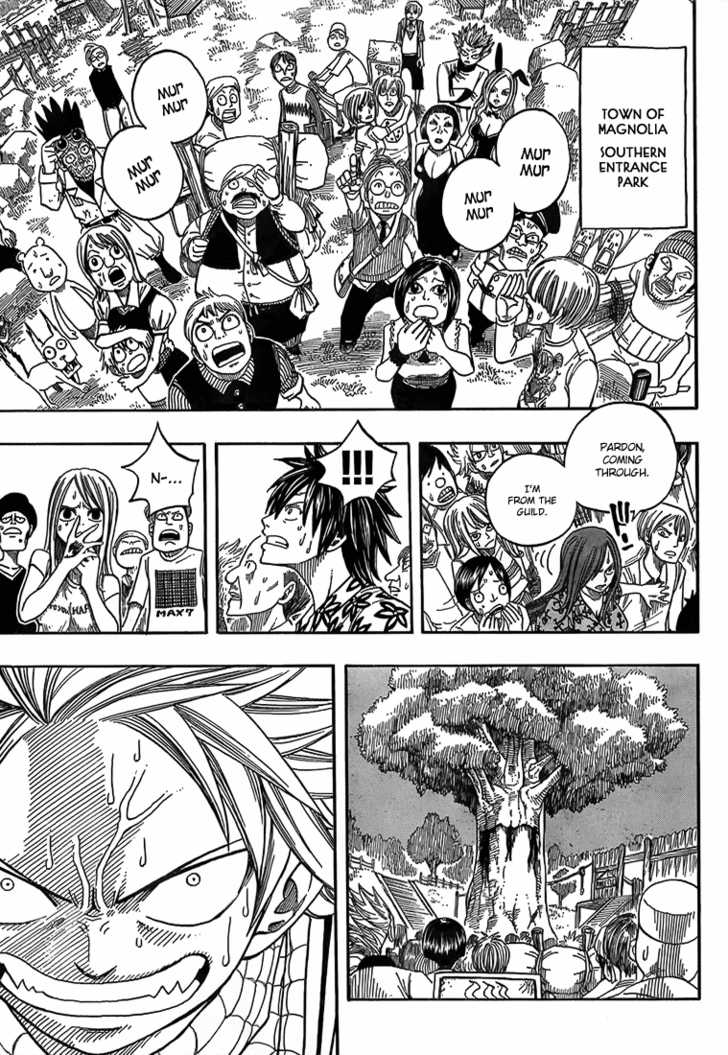 TOWN OF
MAGNOLIA
SOUTHERN
ENTRANCE
PARK
MUR
MUR
MUR
MUR
MUR
MUR
MUR
MUR
PARDON,
COMING
THROUGH.
I'M
FROM THE
GUILD.
!!!
!!!
N-...
MAX7